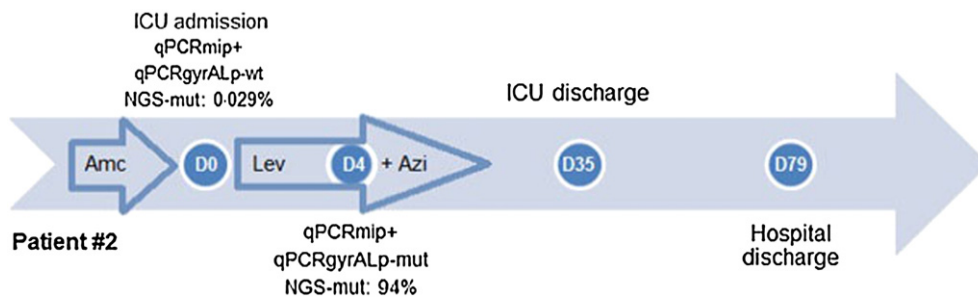 ICU admission
qPCRmip+
qPCRgyrALp-wt
NGS-mut: 0·029%
ICU discharge
Amc D0 Lev D4 + Azi D35 D79
Patient #2
qPCRmip+
qPCRgyrALp-mut
NGS-mut: 94%
Hospital
discharge